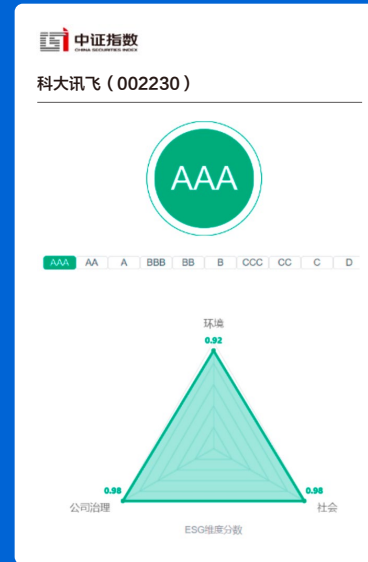 中证指数
CHINA SECURITIES INDEX
科大讯飞（002230）
AAA
AAA AA A BBB BB B CCC CC C D
环境
0.92
0.98 0.98
公司治理 社会
ESG维度分数